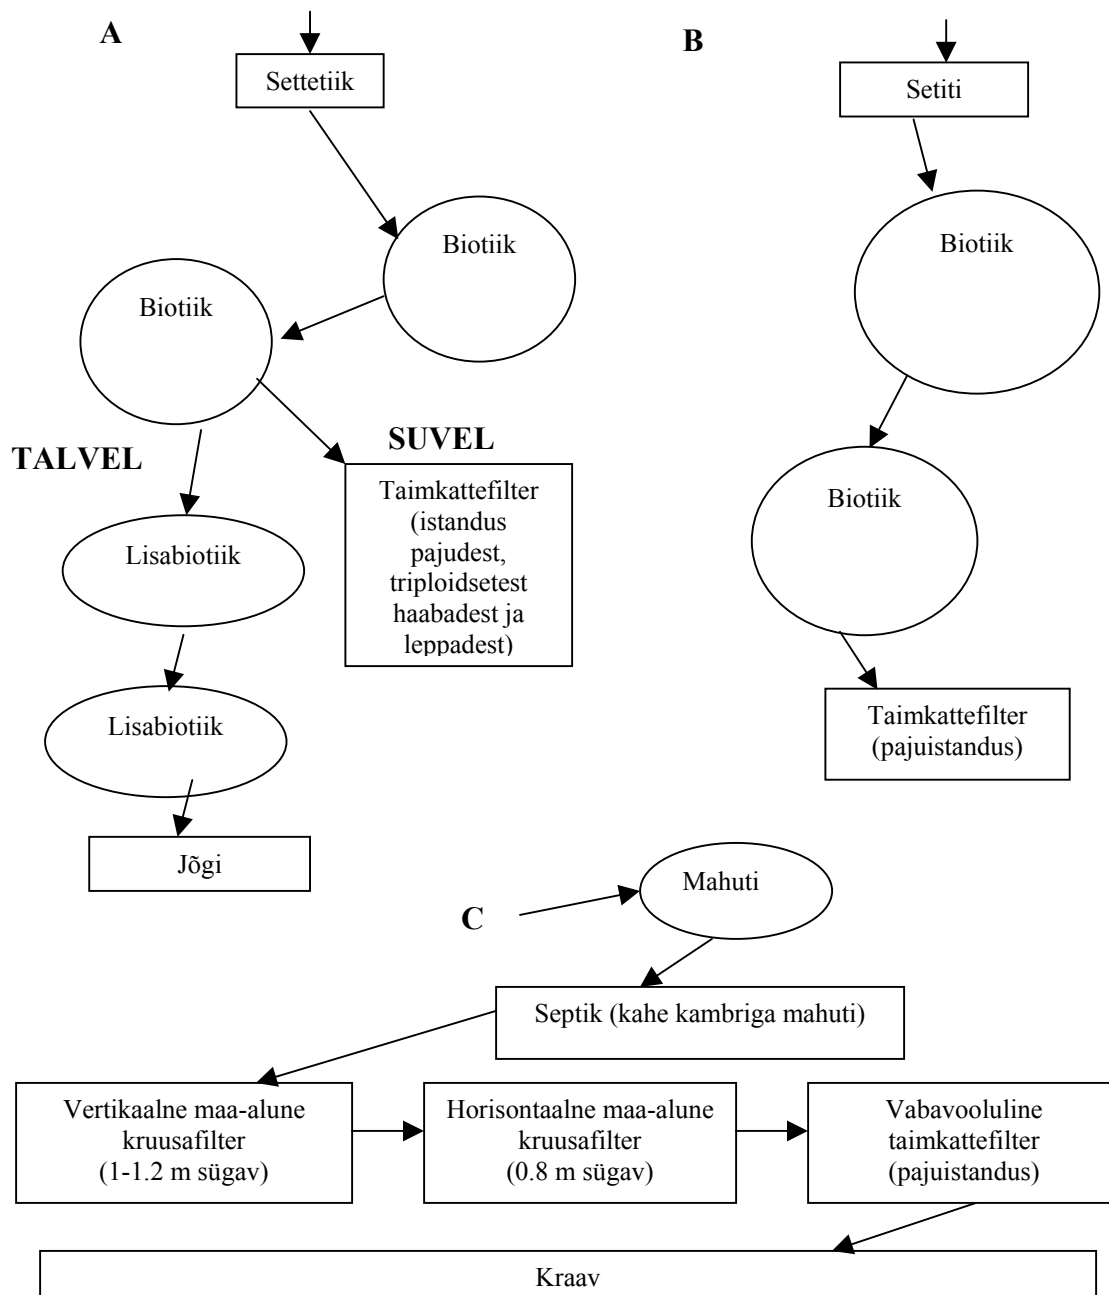 A
Settetiik
Biotiik
Biotiik
TALVEL
SUVEL
Taimkattefilter
(istandus
pajudest,
triploidsetest
haabadest ja
leppadest)
Lisabiotiik
Lisabiotiik
Jõgi
B
Setiti
Biotiik
Biotiik
Taimkattefilter
(pajuistandus)
C
Mahuti
Septik (kahe kambriga mahuti)
Vertikaalne maa-alune
kruusafilter
(1-1.2 m sügav)
Horisontaalne maa-alune
kruusafilter
(0.8 m sügav)
Vabavooluline
taimkattefilter
(pajuistandus)
Kraav